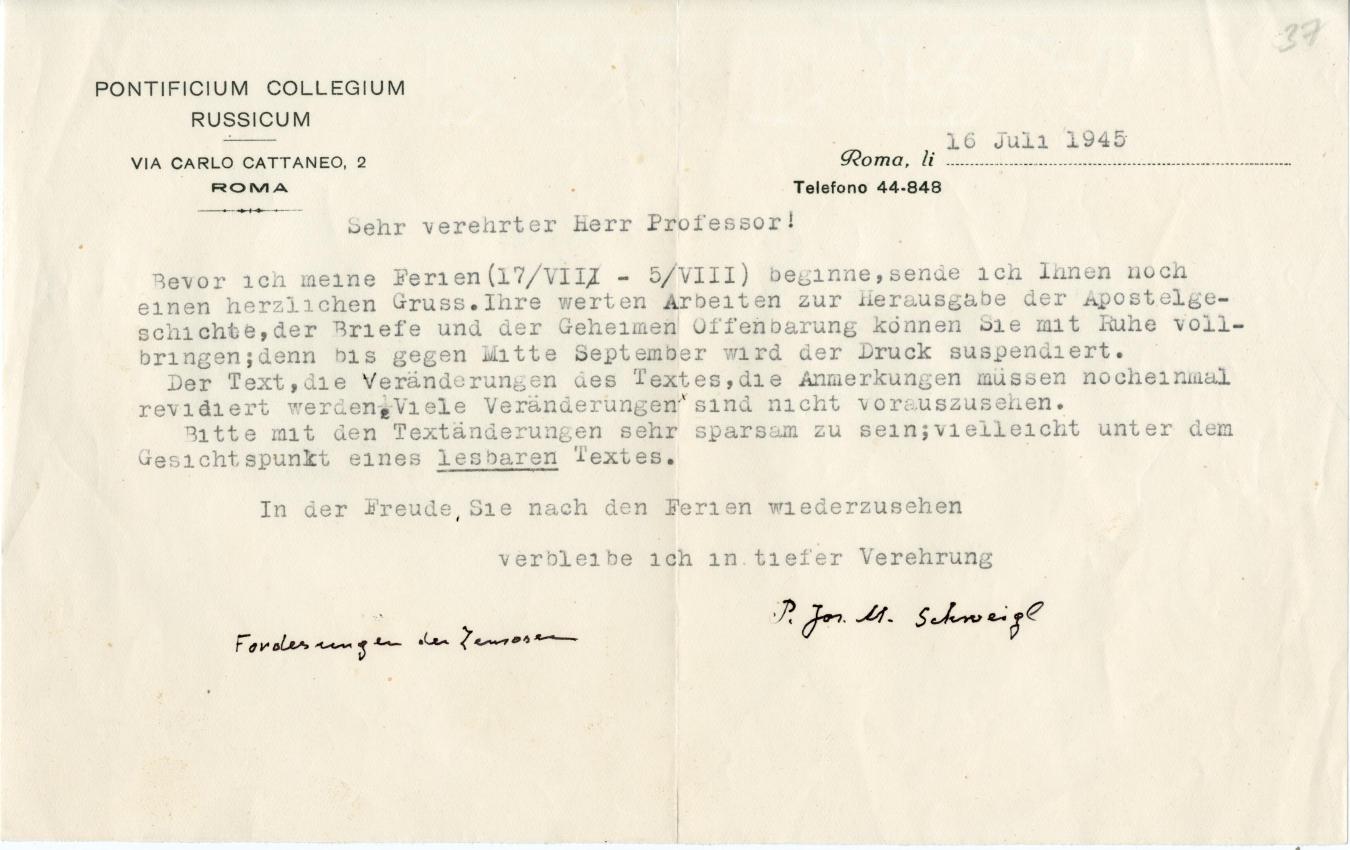 37
PONTIFICIUM COLLEGIUM
RUSSICUM
VIA CARLO CATTANEO, 2
ROMA
Roma, li 16 Juli 1945
Telefono 44-848
Sehr verehrter Herr Professor!
Bevor ich meine Ferien(17/VII - 5/VIII) beginne,sende ich Ihnen noch
einen herzlichen Gruss.Ihre werten Arbeiten zur Herausgabe der Apostelge-
schichte,der Briefe und der Geheimen Offenbarung können Sie mit Ruhe voll-
bringen;denn bis gegen Mitte September wird der Druck suspendiert.
Der Text,die Veränderungen des Textes,die Anmerkungen müssen nocheinmal
revidiert werden.Viele Veränderungen sind nicht vorauszusehen.
Bitte mit den Textänderungen sehr sparsam zu sein;vielleicht unter dem
Gesichtspunkt eines lesbaren Textes.
In der Freude, Sie nach den Ferien wiederzusehen
verbleibe ich in tiefer Verehrung
P. Jos. M. Schweigl
Forderungen der Zensoren